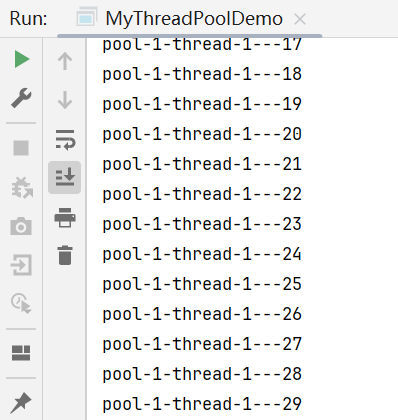 Run: MyThreadPoolDemo
pool-1-thread-1---17
pool-1-thread-1---18
pool-1-thread-1---19
pool-1-thread-1---20
pool-1-thread-1---21
pool-1-thread-1---22
pool-1-thread-1---23
pool-1-thread-1---24
pool-1-thread-1---25
pool-1-thread-1---26
pool-1-thread-1---27
pool-1-thread-1---28
pool-1-thread-1---29